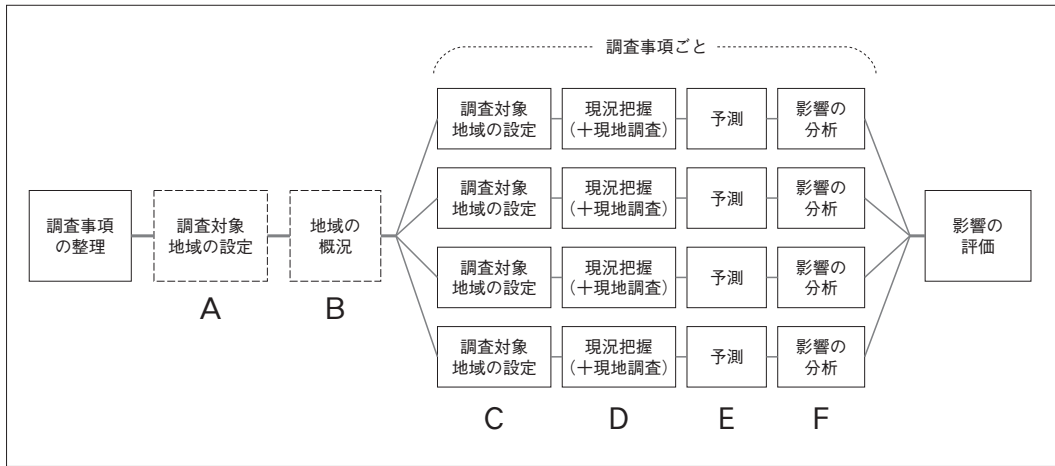 調査事項ごと
調査事項
の整理
調査対象
地域の設定
A
地域の
概況
B
調査対象
地域の設定
現況把握
（＋現地調査）
予測
影響の
分析
調査対象
地域の設定
現況把握
（＋現地調査）
予測
影響の
分析
調査対象
地域の設定
現況把握
（＋現地調査）
予測
影響の
分析
調査対象
地域の設定
現況把握
（＋現地調査）
予測
影響の
分析
C
D
E
F
影響の
評価